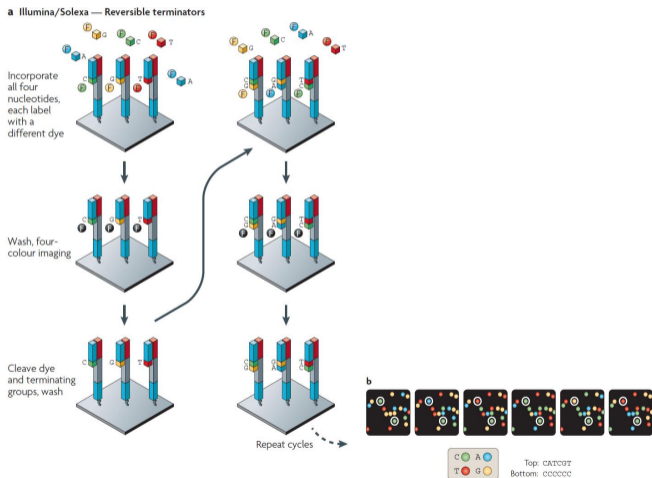 a Illumina/Solexa — Reversible terminators
F G
F C
F T
F A
F A
Incorporate
all four
nucleotides,
each label
with a
different dye
C
F
G
F
T
F
F G
F C
F A
F T
C
G
F
G
A
F
T
C
F
Wash, four-
colour imaging
C
F
G
F
T
F
C
G
F
G
A
F
T
C
F
Cleave dye
and terminating
groups, wash
C
G
T
C
G
G
A
T
C
Repeat cycles
b
C A
T G
Top: CATCGT
Bottom: CCCCCC